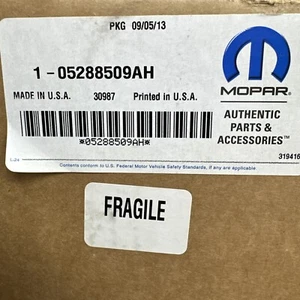 PKG 09/05/13
1-05288509AH
MADE IN U.S.A. 30987 Printed in U.S.A.
*05288509AH*
Contents conform to U.S. Federal Motor Vehicle Safety Standards, if any are applicable
MOPAR
AUTHENTIC
PARTS &
ACCESSORIES™
319416
FRAGILE